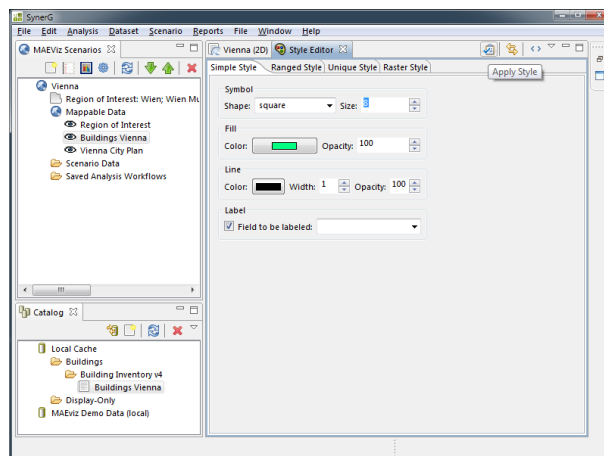 SynerG
File Edit Analysis Dataset Scenario Reports File Window Help
MAEViz Scenarios
Vienna
Region of Interest: Wien; Wien Mu
Mappable Data
Region of Interest
Buildings Vienna
Vienna City Plan
Scenario Data
Saved Analysis Workflows
Catalog
Local Cache
Buildings
Building Inventory v4
Buildings Vienna
Display-Only
MAEviz Demo Data (local)
Vienna (2D) Style Editor
Apply Style
Simple Style Ranged Style Unique Style Raster Style
Symbol
Shape: square Size: 8
Fill
Color: Opacity: 100
Line
Color: Width: 1 Opacity: 100
Label
Field to be labeled: